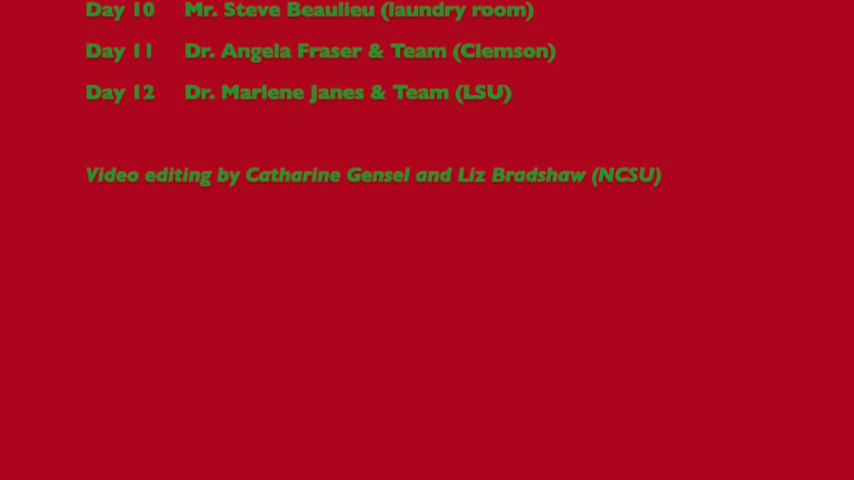 Day 10 Mr. Steve Beaulieu (laundry room)
Day 11 Dr. Angela Fraser & Team (Clemson)
Day 12 Dr. Marlene Janes & Team (LSU)
Video editing by Catharine Gensel and Liz Bradshaw (NCSU)